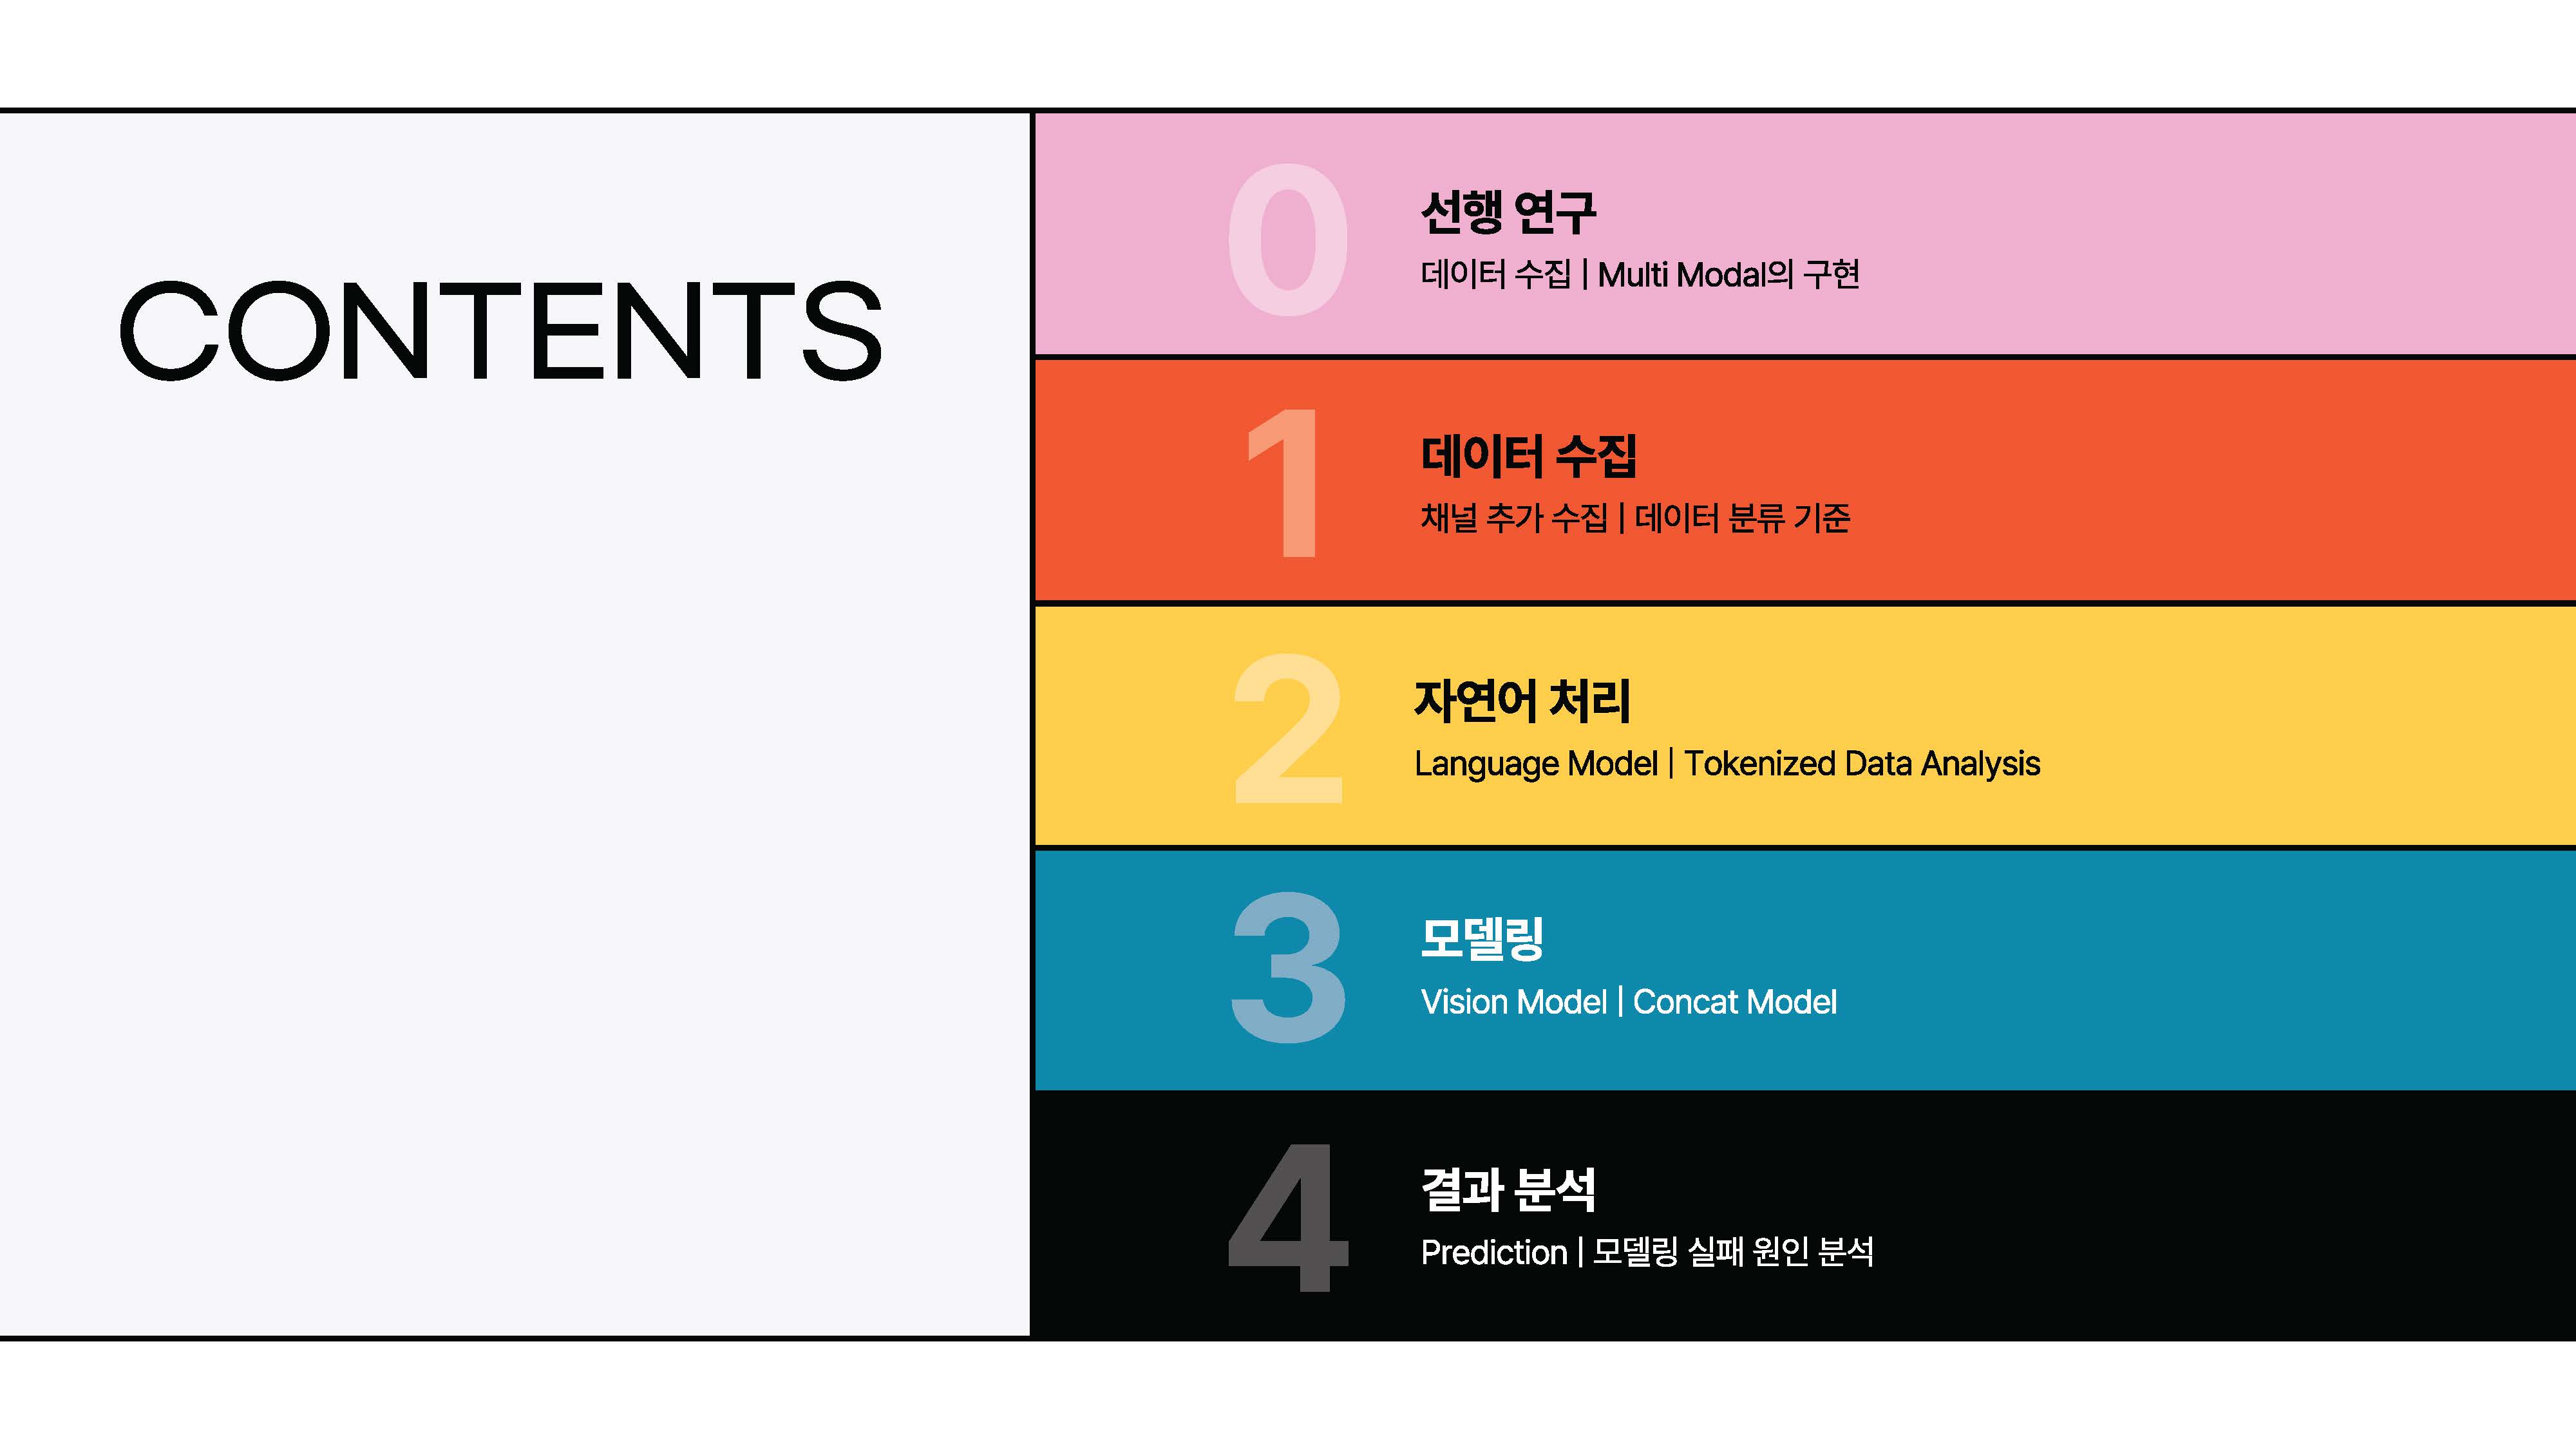 CONTENTS
0
선행 연구
데이터 수집 | Multi Modal의 구현
1
데이터 수집
채널 추가 수집 | 데이터 분류 기준
2
자연어 처리
Language Model | Tokenized Data Analysis
3
모델링
Vision Model | Concat Model
4
결과 분석
Prediction | 모델링 실패 원인 분석